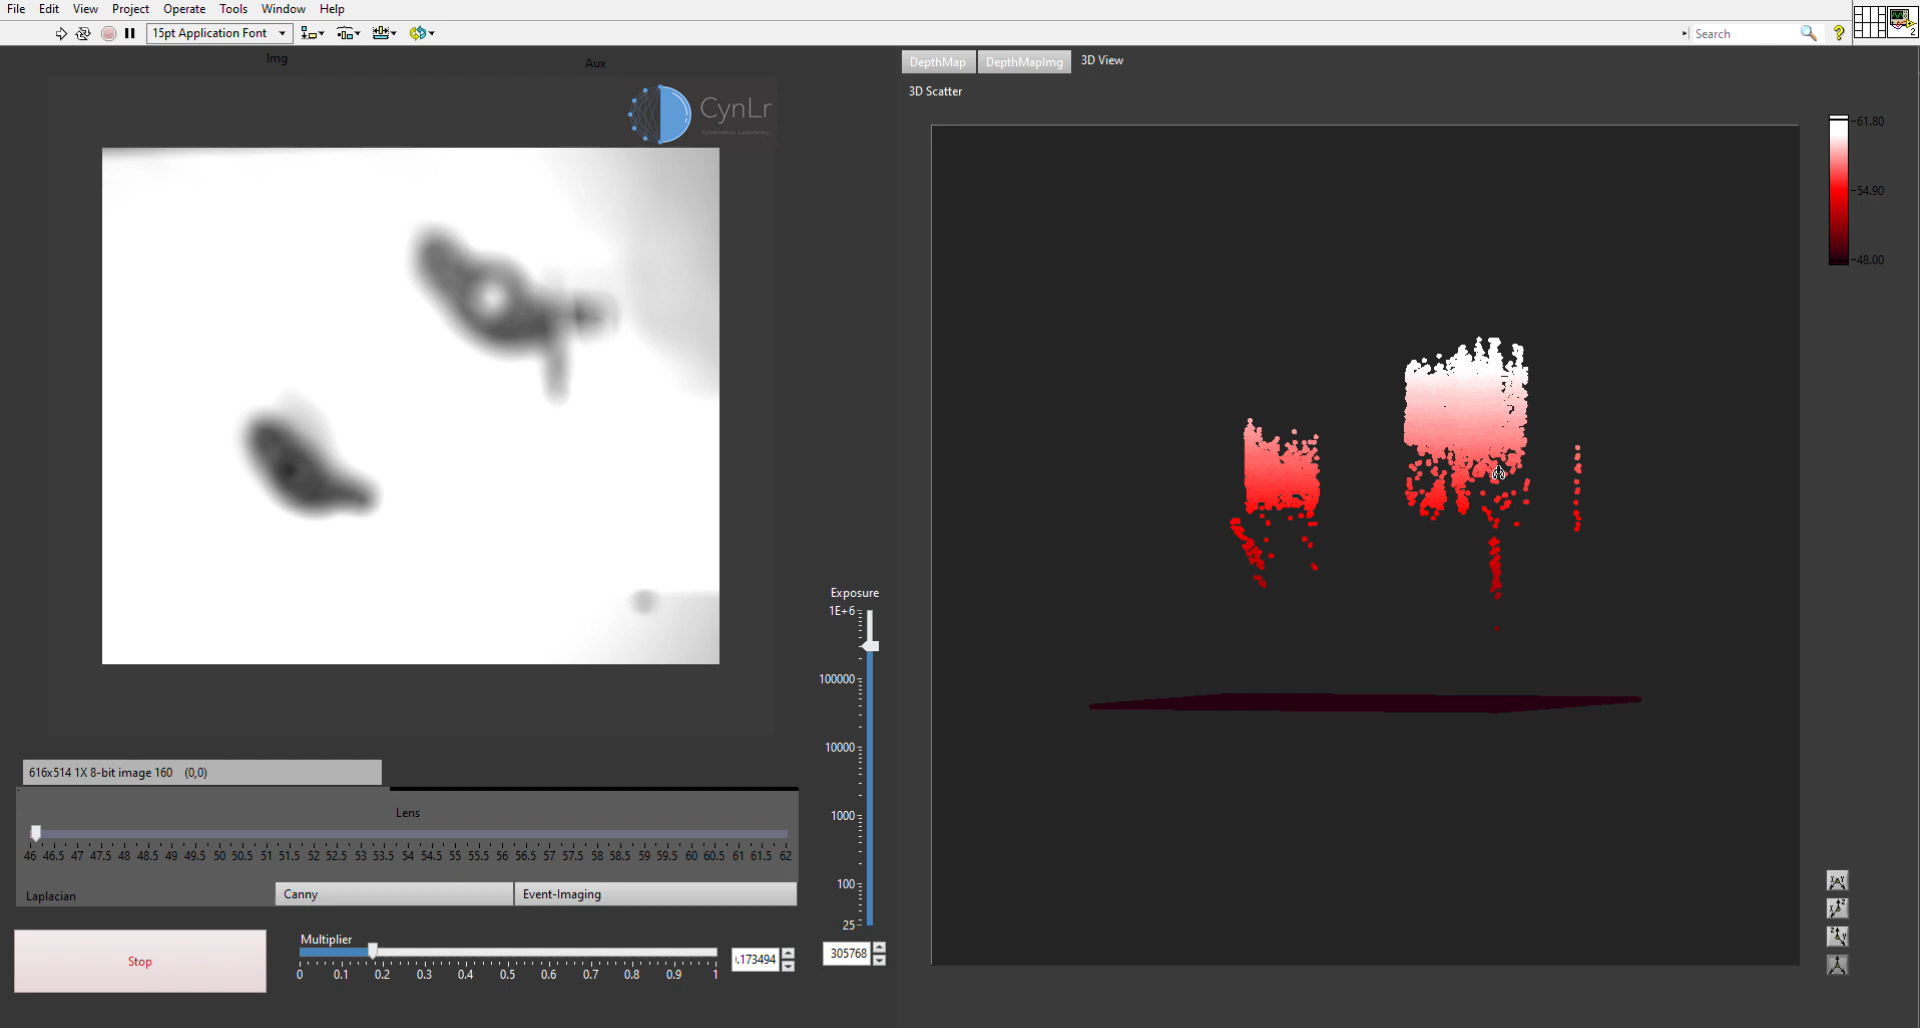 File Edit View Project Operate Tools Window Help
15pt Application Font
Search
2
Img
Aux
CynLr
Cybernetics Laboratory
DepthMap DepthMapImg 3D View
3D Scatter
61.80
54.90
48.00
Exposure
1E+6
100000
10000
1000
100
25
305768
616x514 1X 8-bit image 160 (0,0)
Lens
46 46.5 47 47.5 48 48.5 49 49.5 50 50.5 51 51.5 52 52.5 53 53.5 54 54.5 55 55.5 56 56.5 57 57.5 58 58.5 59 59.5 60 60.5 61 61.5 62
Laplacian Canny Event-Imaging
Stop
Multiplier
0 0.1 0.2 0.3 0.4 0.5 0.6 0.7 0.8 0.9 1
.173494